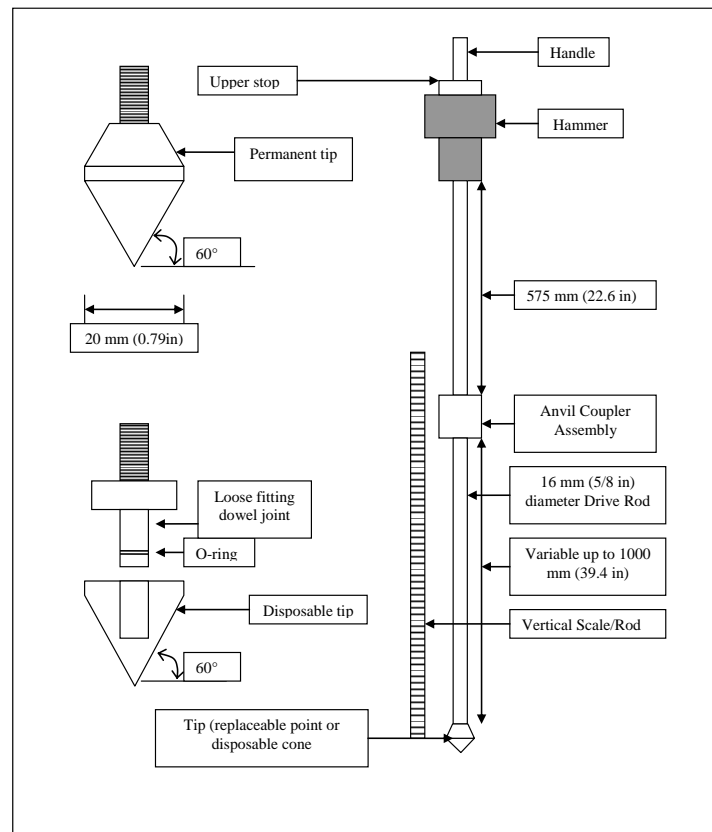 Handle
Upper stop
Hammer
Permanent tip
60°
575 mm (22.6 in)
20 mm (0.79in)
Anvil Coupler
Assembly
Loose fitting
dowel joint
16 mm (5/8 in)
diameter Drive Rod
O-ring
Variable up to 1000
mm (39.4 in)
Disposable tip
Vertical Scale/Rod
60°
Tip (replaceable point or
disposable cone